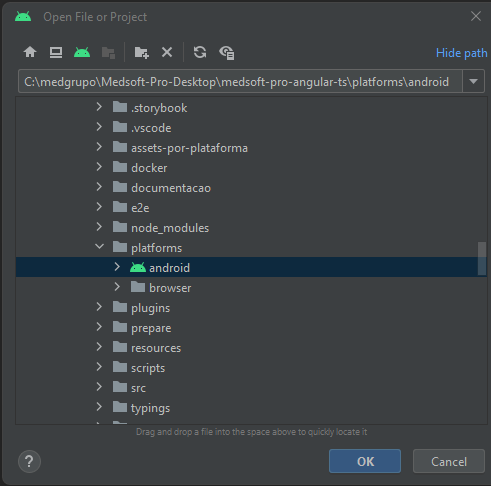 Open File or Project
Hide path
C:\medgrupo\Medsoft-Pro-Desktop\medsoft-pro-angular-ts\platforms\android
.storybook
.vscode
assets-por-plataforma
docker
documentacao
e2e
node_modules
platforms
android
browser
plugins
prepare
resources
scripts
src
typings
Drag and drop a file into the space above to quickly locate it
?
OK
Cancel